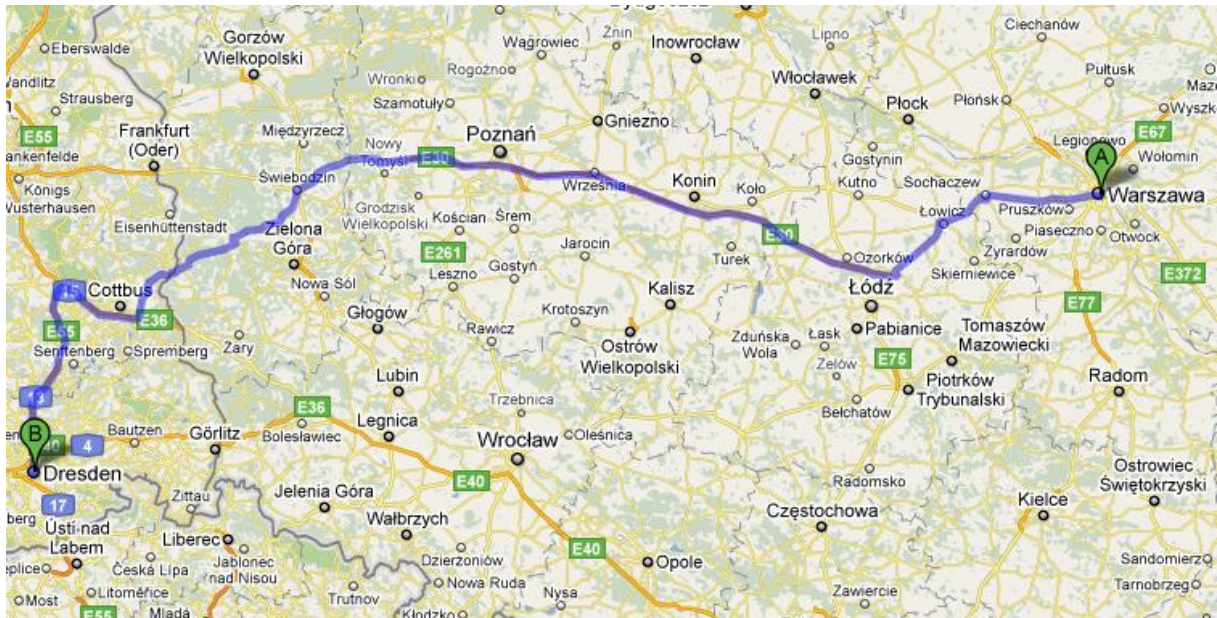 Bydgoszcz
Eberswalde
Gorzów
Wielkopolski
Wągrowiec
Żnin
Inowrocław
Lipno
Ciechanów
Wronki
Rogoźno
Włocławek
Pułtusk
Strausberg
Szamotuły
Płock
Płońsk
E55
Frankfurt
(Oder)
Międzyrzecz
Nowy
Tomyśl
Poznań
Gniezno
Legionowo
E67
Wołomin
E30
Gostynin
A
Königs
Wusterhausen
Świebodzin
Września
Konin
Koło
Kutno
Sochaczew
Warszawa
Eisenhüttenstadt
Grodzisk
Wielkopolski
Kościan
Śrem
Łowicz
Pruszków
Piaseczno
Otwock
Zielona
Góra
E261
Jarocin
Turek
E30
Ozorków
Skierniewice
Żyrardów
E372
Nowa Sól
Leszno
Gostyń
15
Cottbus
E36
Kalisz
Łódź
E77
E55
Głogów
Krotoszyn
Pabianice
Tomaszów
Mazowiecki
Senftenberg
Spremberg
Żary
Rawicz
Ostrów
Wielkopolski
Zduńska
Wola
Łask
Zelów
E75
13
Lubin
Piotrków
Trybunalski
Radom
Trzebnica
Bełchatów
E36
B
4
Bautzen
Görlitz
Bolesławiec
Legnica
Wrocław
Oleśnica
Dresden
E40
Radomsko
Ostrowiec
Świętokrzyski
17
Zittau
Jelenia Góra
Częstochowa
Kielce
Ústí nad
Labem
Liberec
Wałbrzych
E40
Opole
Česká Lípa
Jablonec
nad Nisou
Dzierżoniów
Sandomierz
Litoměřice
Nowa Ruda
Tarnobrzeg
Most
E55
Mladá
Trutnov
Kłodzko
Nysa
Zawiercie